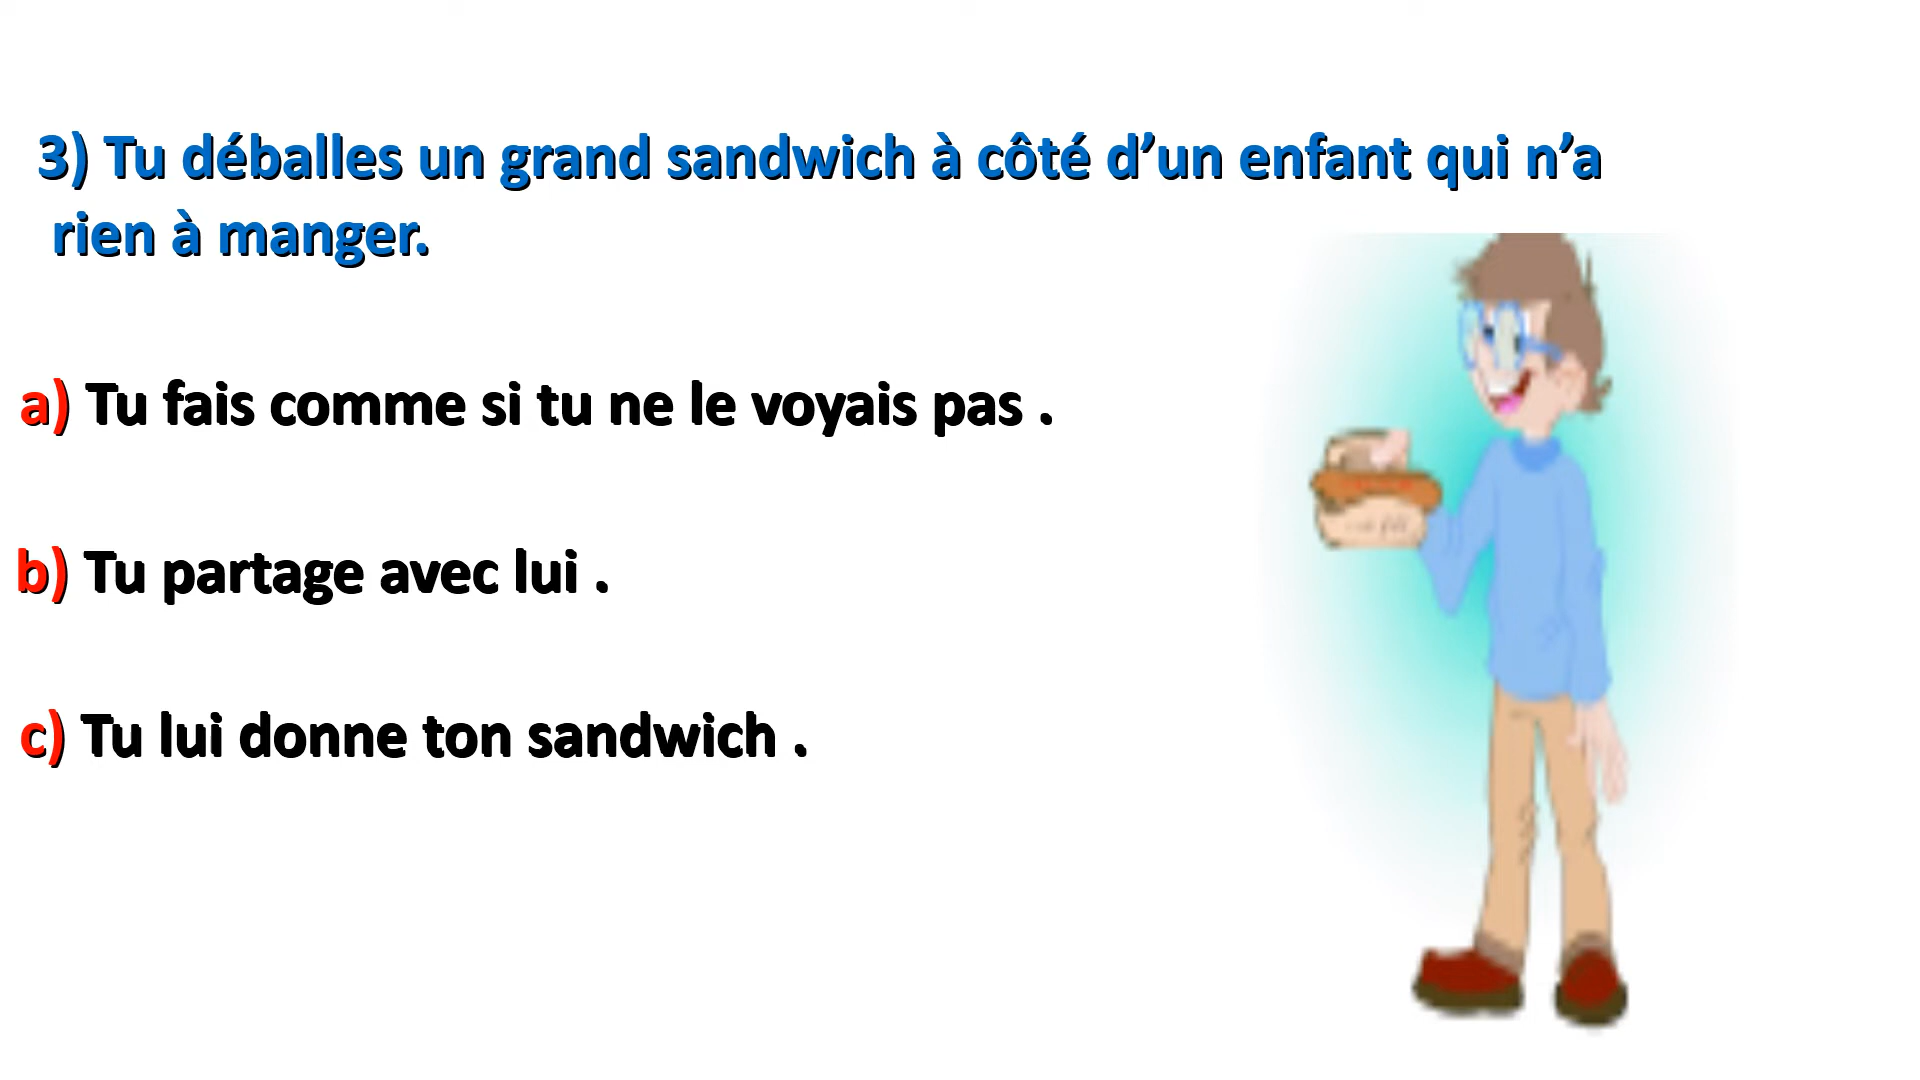 3) Tu déballes un grand sandwich à côté d’un enfant qui n’a
rien à manger.
a) Tu fais comme si tu ne le voyais pas .
b) Tu partage avec lui .
c) Tu lui donne ton sandwich .